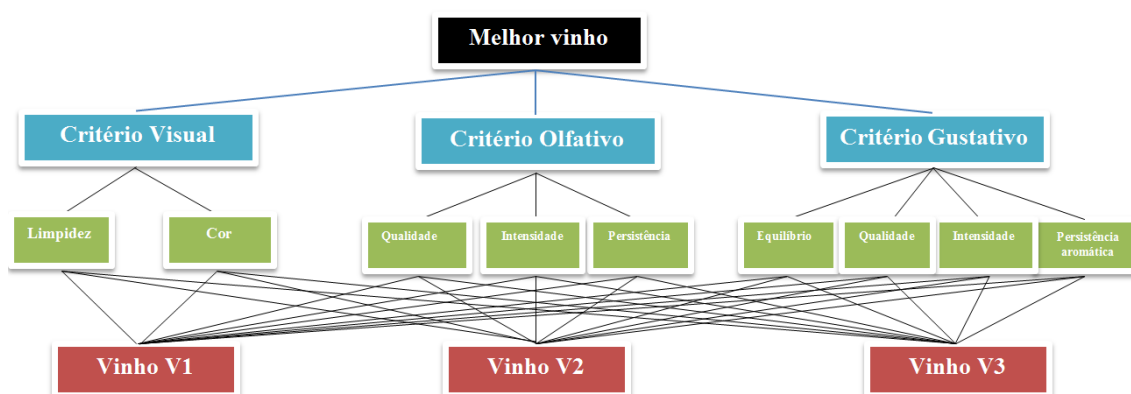 Melhor vinho
Critério Visual
Critério Olfativo
Critério Gustativo
Limpidez
Cor
Qualidade
Intensidade
Persistência
Equilíbrio
Qualidade
Intensidade
Persistência
aromática
Vinho V1
Vinho V2
Vinho V3